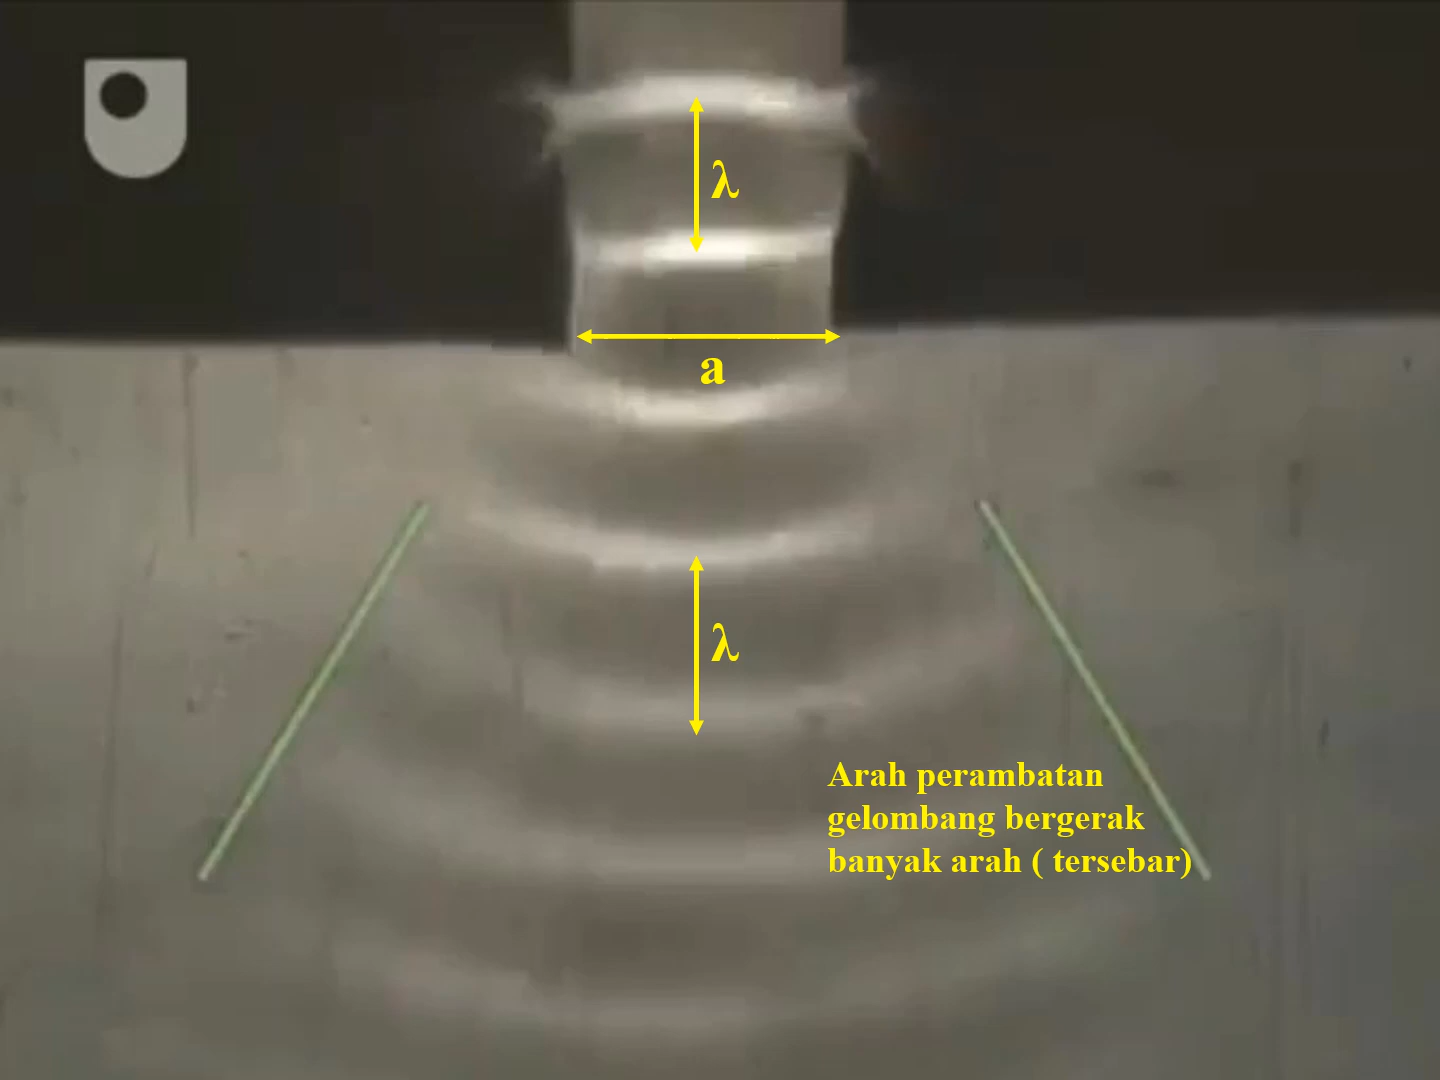 λ
a
λ
Arah perambatan
gelombang bergerak
banyak arah ( tersebar)